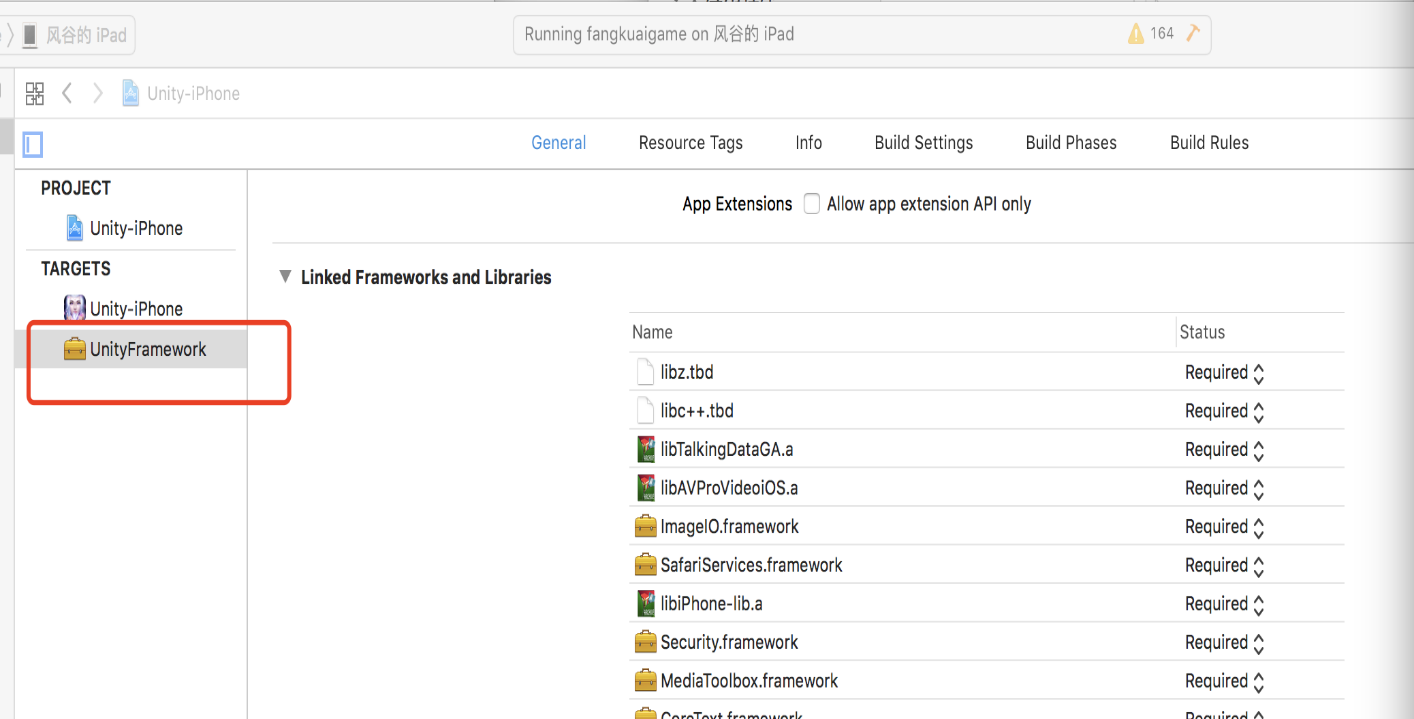 风谷的 iPad
Running fangkuaigame on 风谷的 iPad
164
Unity-iPhone
General
Resource Tags
Info
Build Settings
Build Phases
Build Rules
PROJECT
Unity-iPhone
TARGETS
Unity-iPhone
UnityFramework
App Extensions
Allow app extension API only
Linked Frameworks and Libraries
Name
Status
libz.tbd
Required
libc++.tbd
Required
libTalkingDataGA.a
Required
libAVProVideoiOS.a
Required
ImageIO.framework
Required
SafariServices.framework
Required
libiPhone-lib.a
Required
Security.framework
Required
MediaToolbox.framework
Required
CoreText.framework
Required